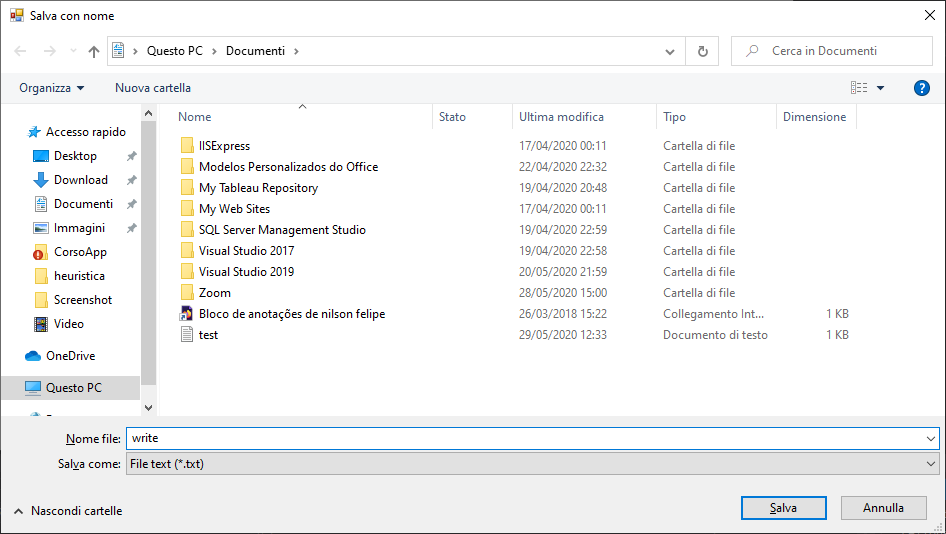 Salva con nome
Questo PC > Documenti >
Cerca in Documenti
Organizza Nuova cartella
Nome Stato Ultima modifica Tipo Dimensione
Accesso rapido
Desktop
Download
Documenti
Immagini
CorsoApp
heuristica
Screenshot
Video
OneDrive
Questo PC
IISExpress 17/04/2020 00:11 Cartella di file
Modelos Personalizados do Office 22/04/2020 22:32 Cartella di file
My Tableau Repository 19/04/2020 20:48 Cartella di file
My Web Sites 17/04/2020 00:11 Cartella di file
SQL Server Management Studio 19/04/2020 22:59 Cartella di file
Visual Studio 2017 19/04/2020 22:58 Cartella di file
Visual Studio 2019 20/05/2020 21:59 Cartella di file
Zoom 28/05/2020 15:00 Cartella di file
Bloco de anotações de nilson felipe 26/03/2018 15:22 Collegamento Int... 1 KB
test 29/05/2020 12:33 Documento di testo 1 KB
Nome file: write
Salva come: File text (*.txt)
Nascondi cartelle
Salva Annulla